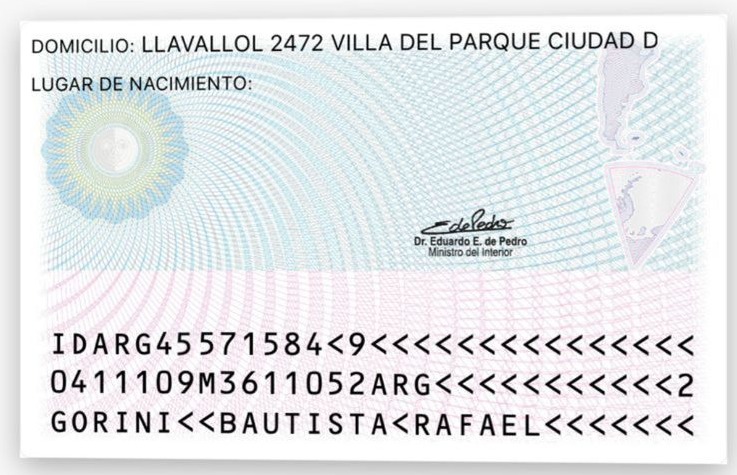 DOMICILIO: LLAVALLOL 2472 VILLA DEL PARQUE CIUDAD D
LUGAR DE NACIMIENTO:
EdePedro
Dr. Eduardo E. de Pedro
Ministro del Interior
IDARG45571584<9<<<<<<<<<<<<<<<
0411109M3611052ARG<<<<<<<<<<<2
GORINI<<BAUTISTA<RAFAEL<<<<<<<